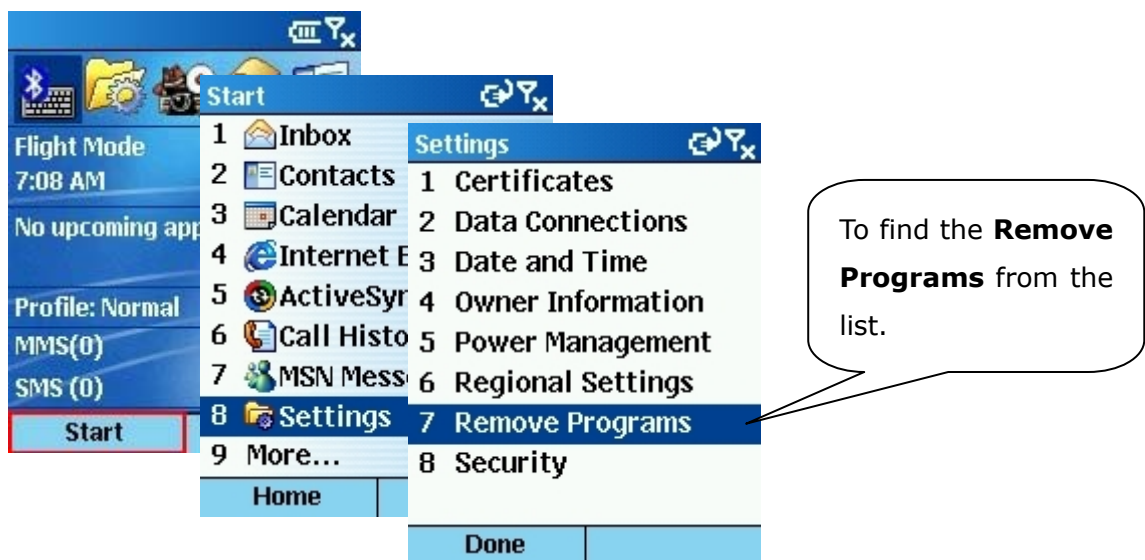 Flight Mode
7:08 AM
No upcoming app
Profile: Normal
MMS(0)
SMS (0)
Start
Start
1 Inbox
2 Contacts
3 Calendar
4 Internet E
5 ActiveSyn
6 Call Histo
7 MSN Mess
8 Settings
9 More...
Home
Settings
1 Certificates
2 Data Connections
3 Date and Time
4 Owner Information
5 Power Management
6 Regional Settings
7 Remove Programs
8 Security
Done
To find the Remove
Programs from the
list.